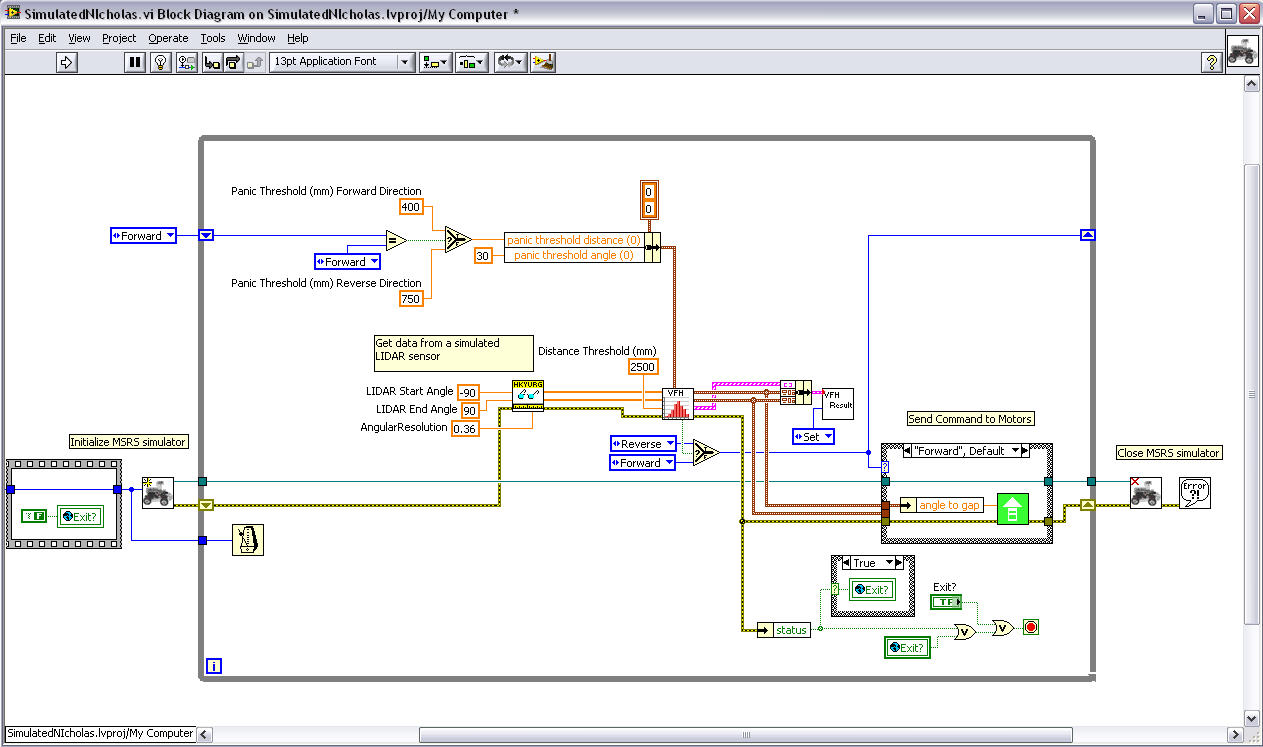 SimulatedNIcholas.vi Block Diagram on SimulatedNIcholas.lvproj/My Computer *
File Edit View Project Operate Tools Window Help
13pt Application Font
?
Panic Threshold (mm) Forward Direction
400
0
0
Forward
=
panic threshold distance (0)
Forward
30
panic threshold angle (0)
Panic Threshold (mm) Reverse Direction
750
Get data from a simulated
LIDAR sensor
Distance Threshold (mm)
2500
LIDAR Start Angle
-90
HKYURG
VFH
LIDAR End Angle
90
VFH
Result
AngularResolution
0.36
Send Command to Motors
Set
Initialize MSRS simulator
Reverse
Forward
"Forward", Default
Close MSRS simulator
?
Error
?!
? F
Exit?
angle to gap
True
?
Exit?
Exit?
TF
status
V
V
Exit?
i
SimulatedNIcholas.lvproj/My Computer